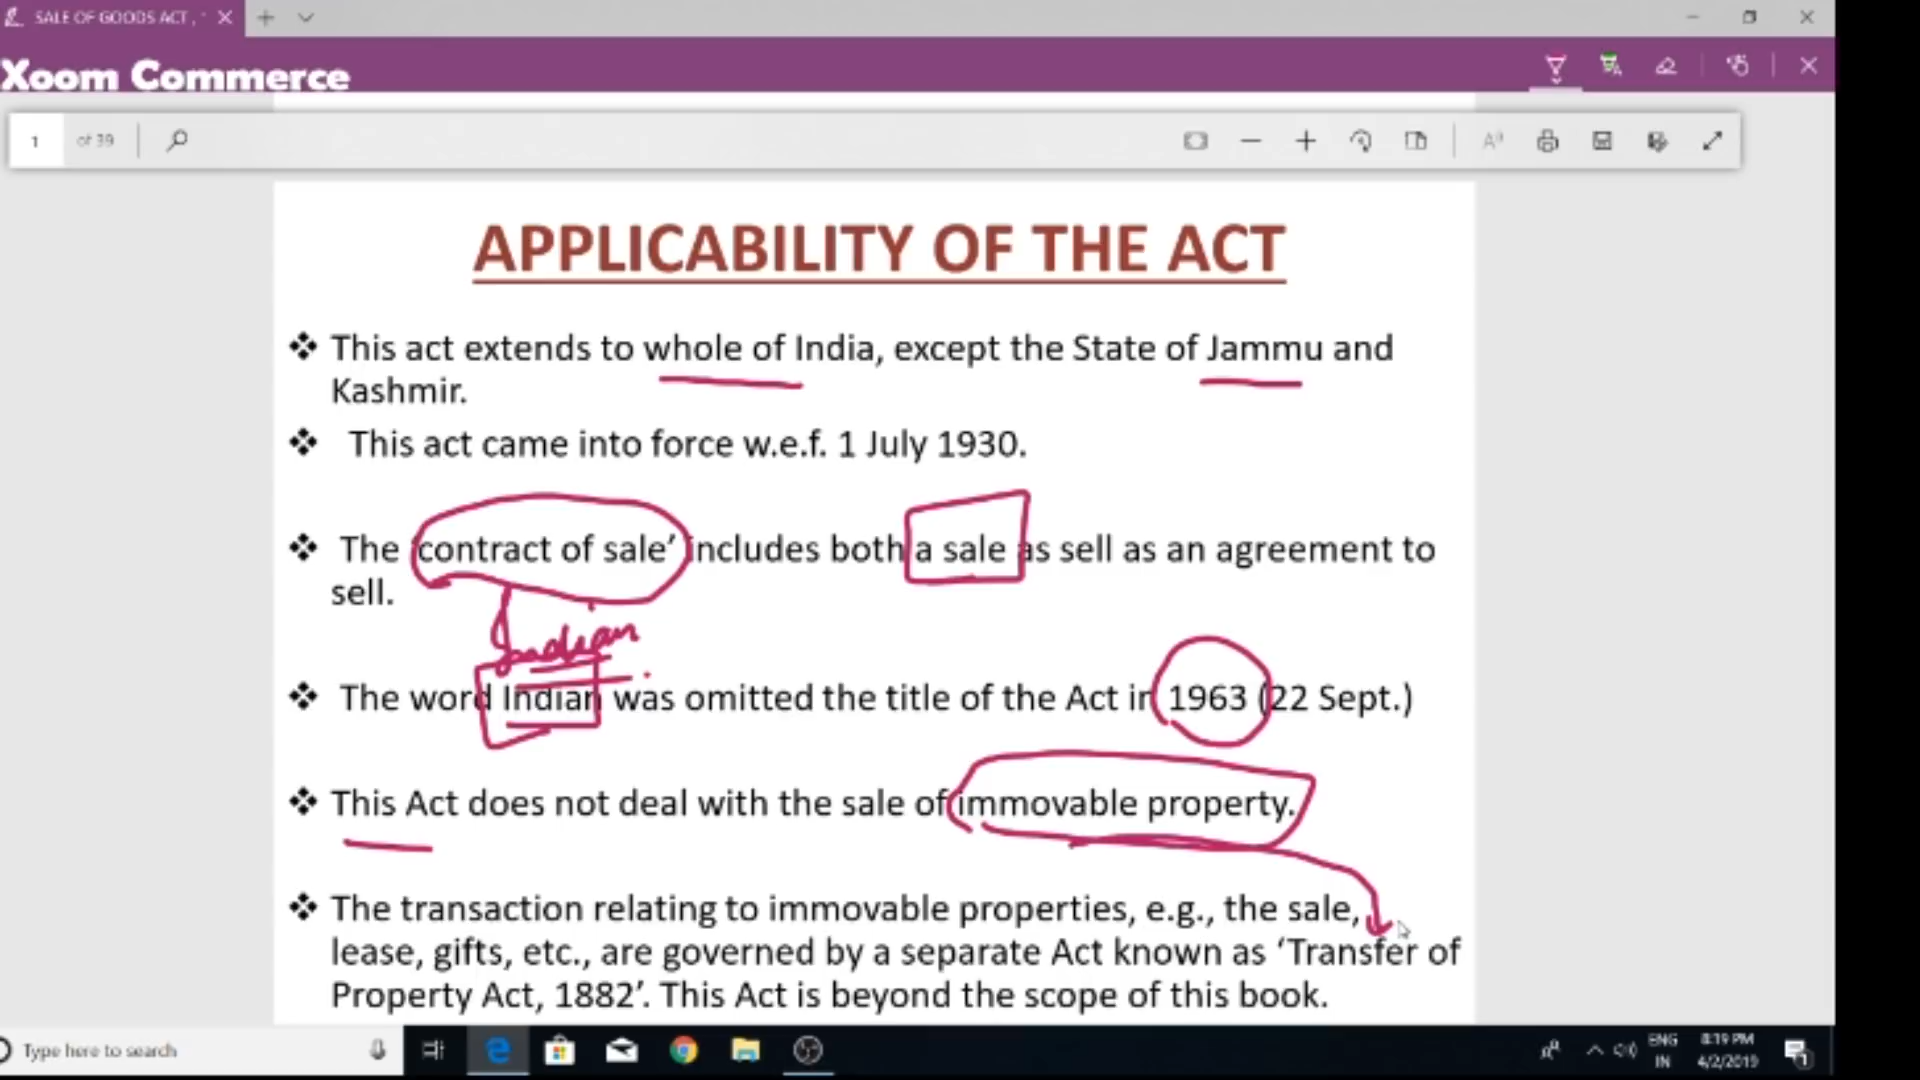 SALE OF GOODS ACT , '
Xoom Commerce
1 of 39
APPLICABILITY OF THE ACT
❖ This act extends to whole of India, except the State of Jammu and
Kashmir.
❖ This act came into force w.e.f. 1 July 1930.
❖ The ‘contract of sale’ includes both a sale as sell as an agreement to
sell.
Indian
❖ The word Indian was omitted the title of the Act in 1963 (22 Sept.)
❖ This Act does not deal with the sale of immovable property.
❖ The transaction relating to immovable properties, e.g., the sale,
lease, gifts, etc., are governed by a separate Act known as ‘Transfer of
Property Act, 1882’. This Act is beyond the scope of this book.
Type here to search
ENG
IN
8:19 PM
4/2/2019
1